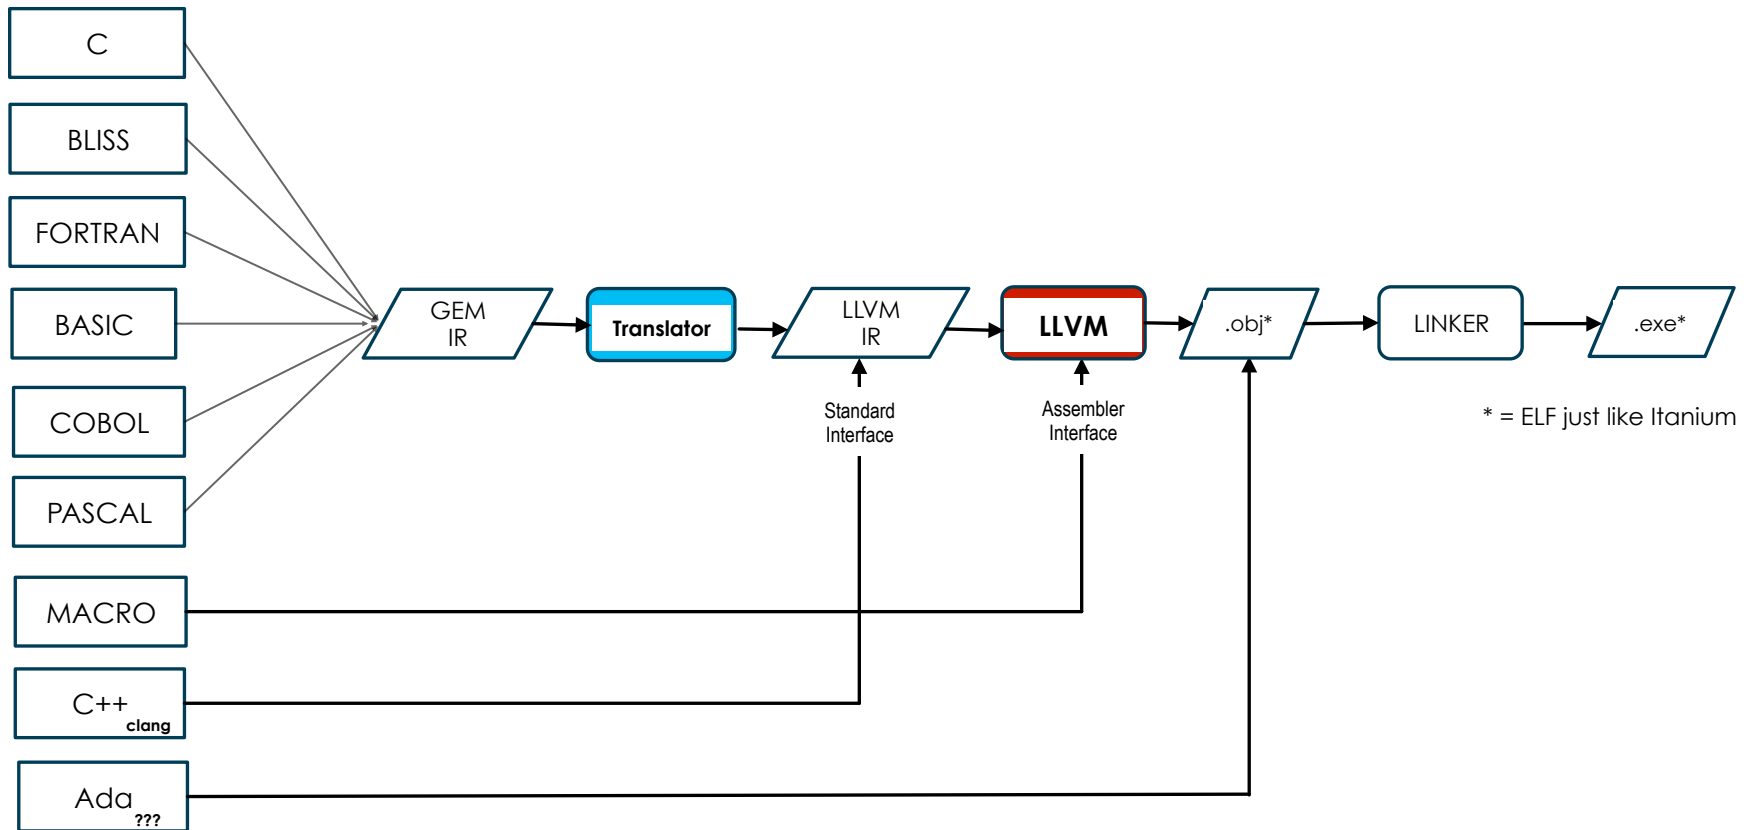 C
BLISS
FORTRAN
BASIC
COBOL
PASCAL
MACRO
C++
clang
Ada
???
GEM
IR
Translator
LLVM
IR
LLVM
.obj*
LINKER
.exe*
Standard
Interface
Assembler
Interface
* = ELF just like Itanium